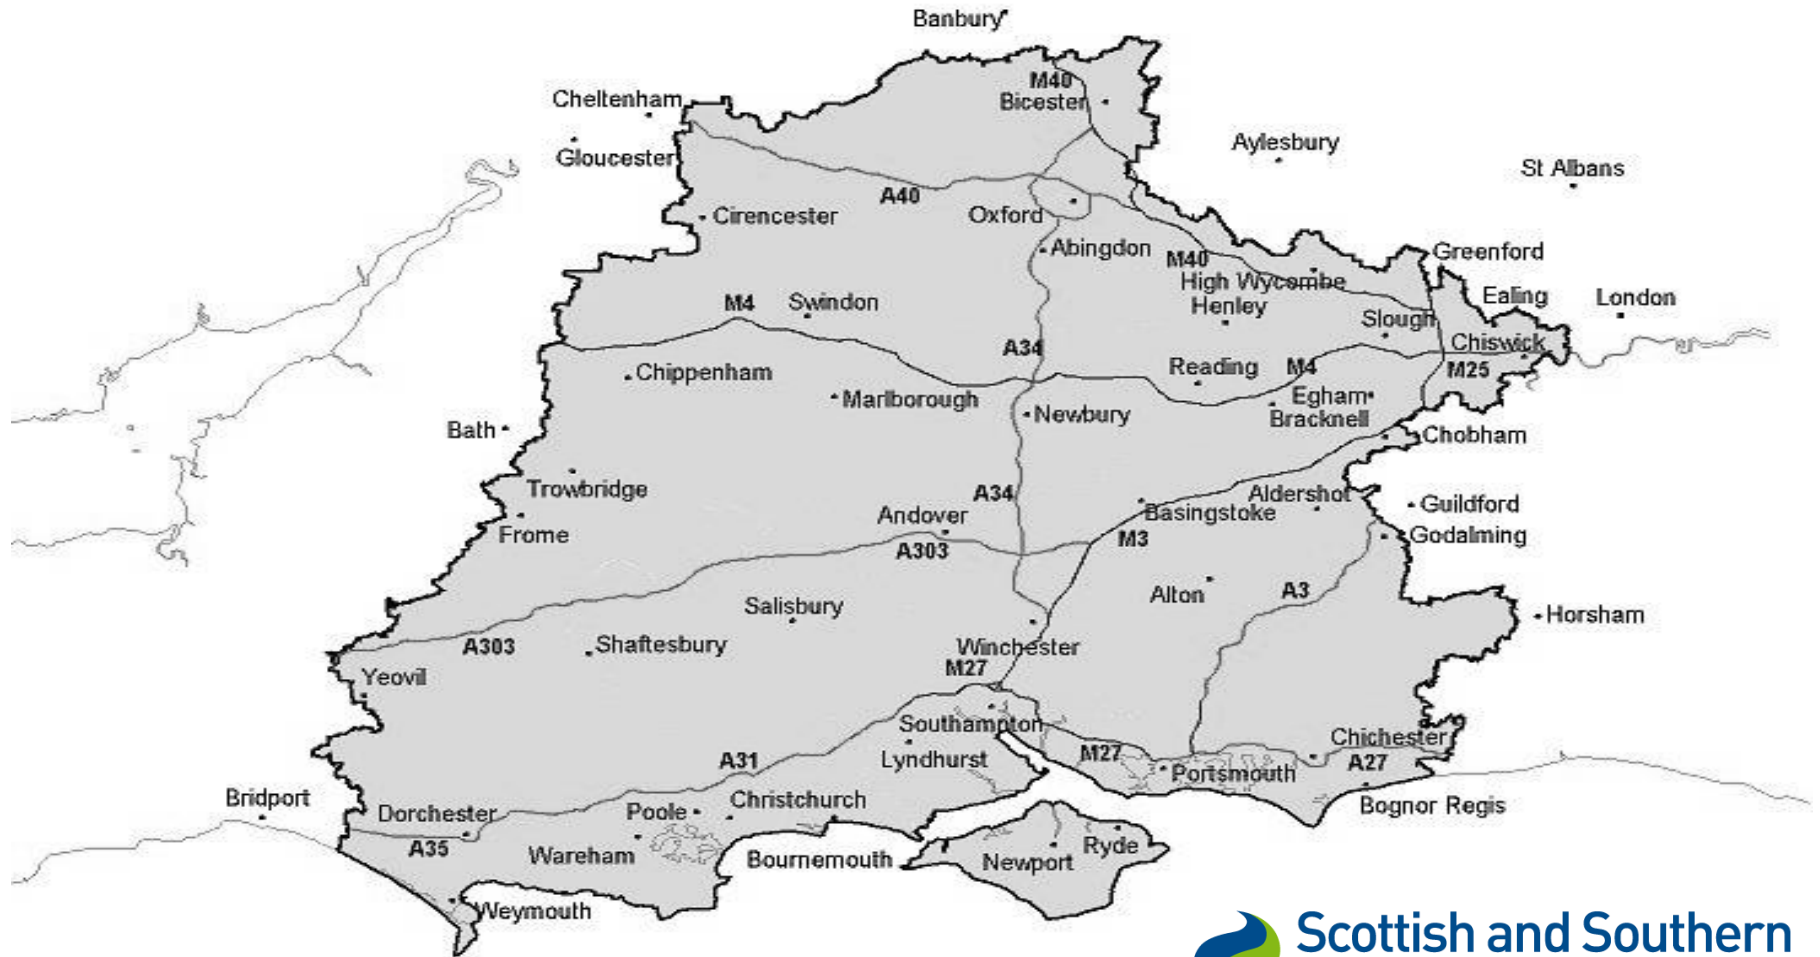 Banbury
M40
Bicester
Cheltenham
Gloucester
Aylesbury
St Albans
A40
Cirencester
Oxford
Abingdon
M40
Greenford
High Wycombe
Henley
Ealing
London
M4
Swindon
Slough
Chiswick
A34
Chippenham
Reading
M4
M25
Marlborough
Newbury
Egham
Bracknell
Bath
Chobham
Trowbridge
A34
Aldershot
Guildford
Frome
Andover
Basingstoke
A303
M3
Godalming
Salisbury
Alton
A3
Horsham
A303
Shaftesbury
Winchester
M27
Yeovil
Southampton
Chichester
A31
Lyndhurst
M27
Portsmouth
A27
Bridport
Dorchester
Poole
Christchurch
Bognor Regis
A35
Wareham
Bournemouth
Newport
Ryde
Weymouth
Scottish and Southern